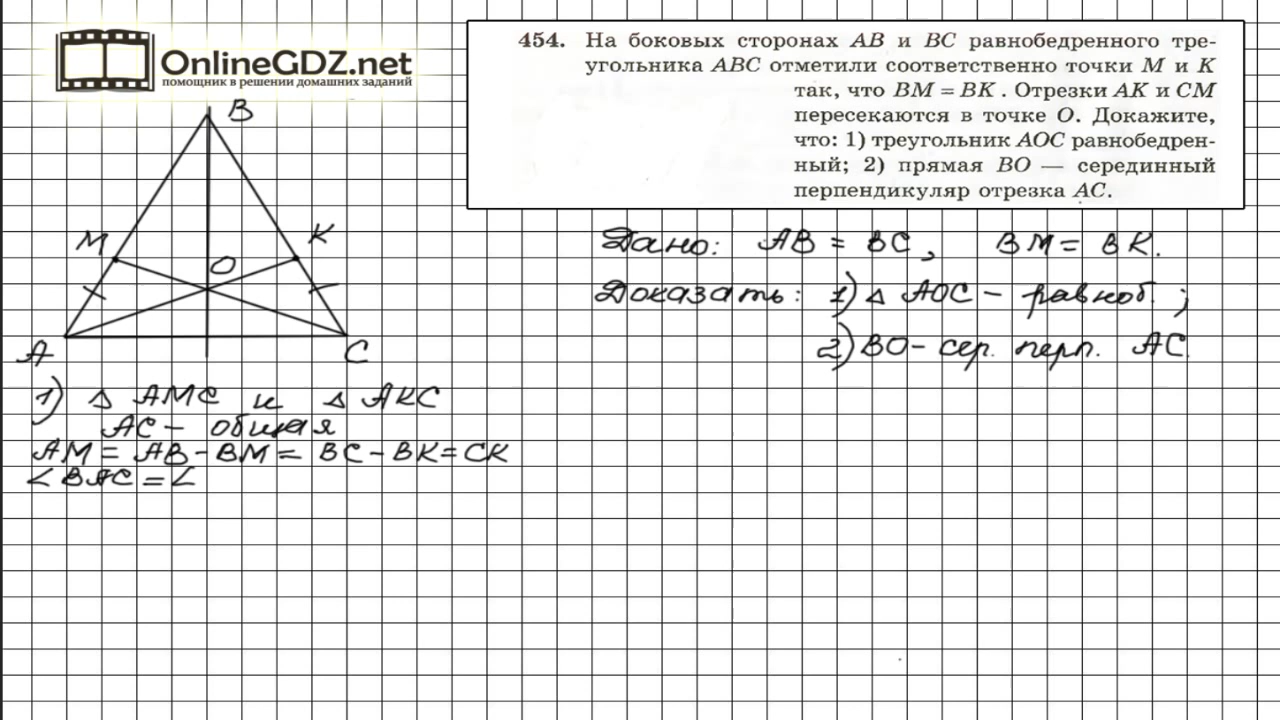 OnlineGDZ.net
помощник в решении домашних заданий
454. На боковых сторонах AB и BC равнобедренного тре-
угольника ABC отметили соответственно точки M и K
так, что BM = BK . Отрезки AK и CM
пересекаются в точке O. Докажите,
что: 1) треугольник AOC равнобедрен-
ный; 2) прямая BO — серединный
перпендикуляр отрезка AC.
B
M
K
O
A
C
Дано: AB = BC, BM = BK.
Доказать: 1) △ AOC – равноб. ;
2) BO – сер. перп. AC.
1) △ AMC и △ AKC
AC – общая
AM = AB – BM = BC – BK = CK
∠ BAC = ∠